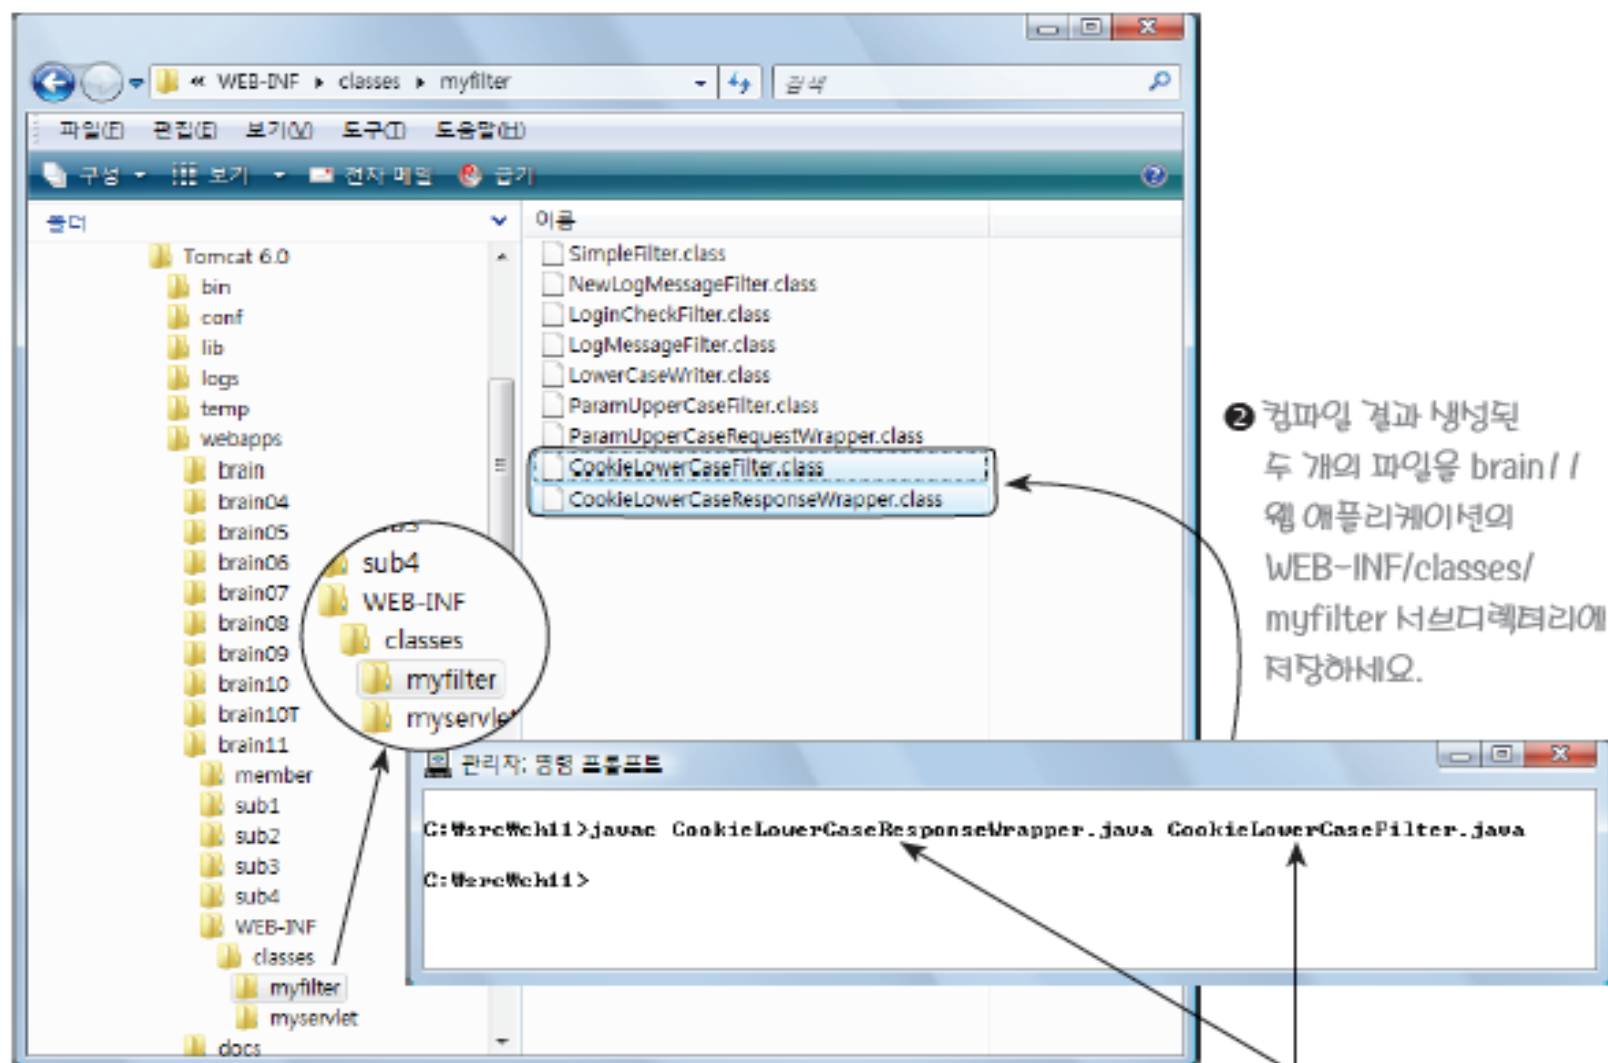 « WEB-INF ▸ classes ▸ myfilter
검색
파일(F) 편집(E) 보기(V) 도구(T) 도움말(H)
구성 보기 전자 메일 굽기
폴더
이름
Tomcat 6.0
bin
conf
lib
logs
temp
webapps
brain
brain04
brain05
brain06
brain07
brain08
brain09
brain10
brain10T
brain11
member
sub1
sub2
sub3
sub4
WEB-INF
classes
myfilter
myservlet
docs
SimpleFilter.class
NewLogMessageFilter.class
LoginCheckFilter.class
LogMessageFilter.class
LowerCaseWriter.class
ParamUpperCaseFilter.class
ParamUpperCaseRequestWrapper.class
CookieLowerCaseFilter.class
CookieLowerCaseResponseWrapper.class
sub4
WEB-INF
classes
myfilter
myservlet
❷ 컴파일 결과 생성된
두 개의 파일을 brain11
웹 애플리케이션의
WEB-INF/classes/
myfilter 서브디렉터리에
저장하세요.
관리자: 명령 프롬프트
C:₩src₩ch11>javac CookieLowerCaseResponseWrapper.java CookieLowerCaseFilter.java
C:₩src₩ch11>